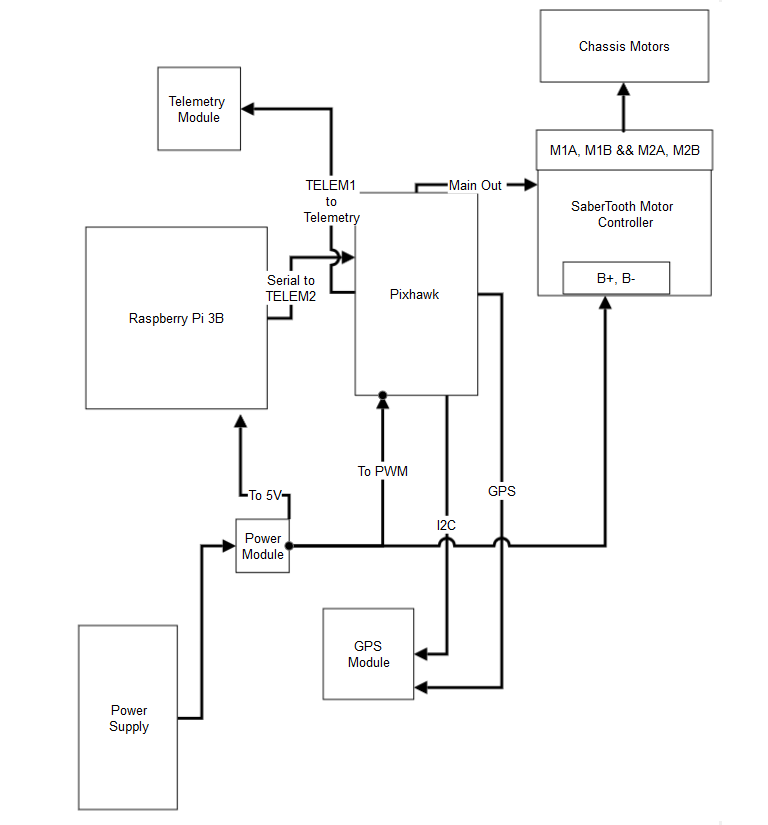 Chassis Motors
Telemetry
Module
M1A, M1B && M2A, M2B
TELEM1
to
Telemetry
Main Out
SaberTooth Motor
Controller
B+, B-
Serial to
TELEM2
Pixhawk
Raspberry Pi 3B
To PWM
GPS
To 5V
I2C
Power
Module
GPS
Module
Power
Supply